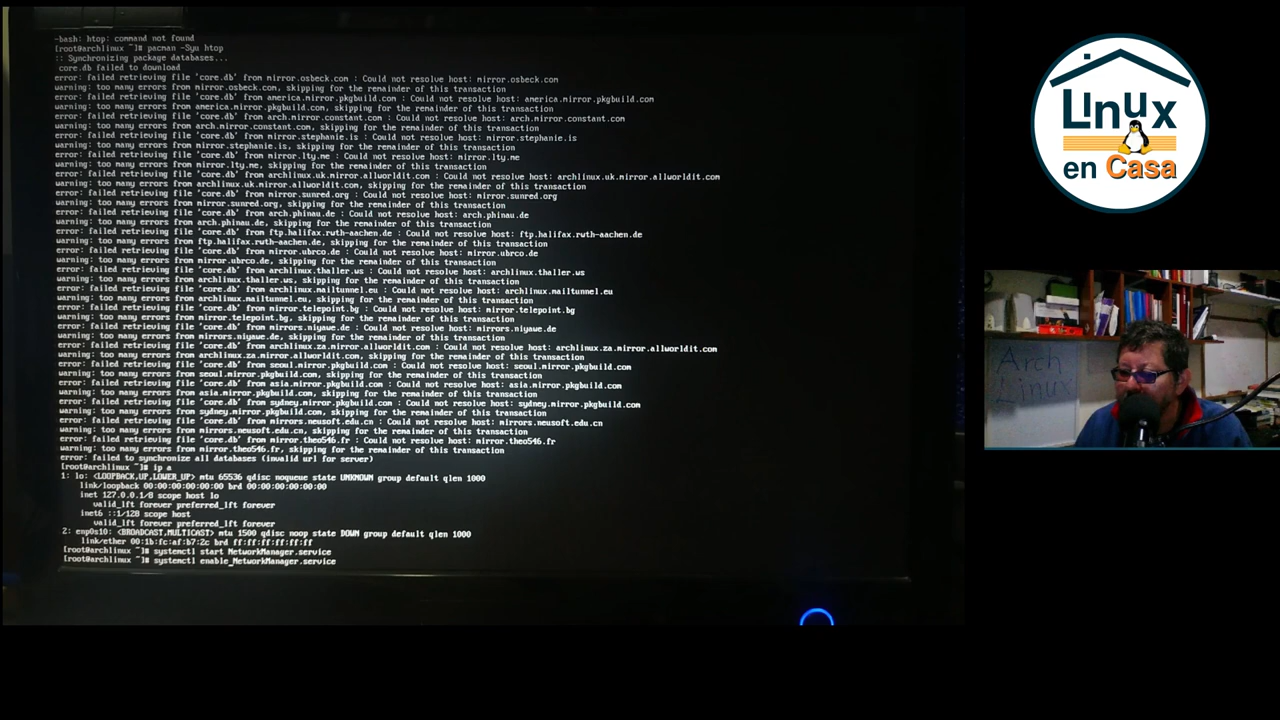 -bash: htop: command not found
[root@archlinux ~]# pacman -Syu htop
:: Synchronizing package databases...
core.db failed to download
error: failed retrieving file 'core.db' from mirror.osbeck.com : Could not resolve host: mirror.osbeck.com
warning: too many errors from mirror.osbeck.com, skipping for the remainder of this transaction
error: failed retrieving file 'core.db' from america.mirror.pkgbuild.com : Could not resolve host: america.mirror.pkgbuild.com
warning: too many errors from america.mirror.pkgbuild.com, skipping for the remainder of this transaction
error: failed retrieving file 'core.db' from arch.mirror.constant.com : Could not resolve host: arch.mirror.constant.com
warning: too many errors from arch.mirror.constant.com, skipping for the remainder of this transaction
error: failed retrieving file 'core.db' from mirror.stephanie.is : Could not resolve host: mirror.stephanie.is
warning: too many errors from mirror.stephanie.is, skipping for the remainder of this transaction
error: failed retrieving file 'core.db' from mirror.lty.me : Could not resolve host: mirror.lty.me
warning: too many errors from mirror.lty.me, skipping for the remainder of this transaction
error: failed retrieving file 'core.db' from archlinux.uk.mirror.allworldit.com : Could not resolve host: archlinux.uk.mirror.allworldit.com
warning: too many errors from archlinux.uk.mirror.allworldit.com, skipping for the remainder of this transaction
error: failed retrieving file 'core.db' from mirror.sunred.org : Could not resolve host: mirror.sunred.org
warning: too many errors from mirror.sunred.org, skipping for the remainder of this transaction
error: failed retrieving file 'core.db' from arch.phinau.de : Could not resolve host: arch.phinau.de
warning: too many errors from arch.phinau.de, skipping for the remainder of this transaction
error: failed retrieving file 'core.db' from ftp.halifax.rwth-aachen.de : Could not resolve host: ftp.halifax.rwth-aachen.de
warning: too many errors from ftp.halifax.rwth-aachen.de, skipping for the remainder of this transaction
error: failed retrieving file 'core.db' from mirror.ubrco.de : Could not resolve host: mirror.ubrco.de
warning: too many errors from mirror.ubrco.de, skipping for the remainder of this transaction
error: failed retrieving file 'core.db' from archlinux.thaller.ws : Could not resolve host: archlinux.thaller.ws
warning: too many errors from archlinux.thaller.ws, skipping for the remainder of this transaction
error: failed retrieving file 'core.db' from archlinux.mailtunnel.eu : Could not resolve host: archlinux.mailtunnel.eu
warning: too many errors from archlinux.mailtunnel.eu, skipping for the remainder of this transaction
error: failed retrieving file 'core.db' from mirror.telepoint.bg : Could not resolve host: mirror.telepoint.bg
warning: too many errors from mirror.telepoint.bg, skipping for the remainder of this transaction
error: failed retrieving file 'core.db' from mirrors.niyawe.de : Could not resolve host: mirrors.niyawe.de
warning: too many errors from mirrors.niyawe.de, skipping for the remainder of this transaction
error: failed retrieving file 'core.db' from archlinux.za.mirror.allworldit.com : Could not resolve host: archlinux.za.mirror.allworldit.com
warning: too many errors from archlinux.za.mirror.allworldit.com, skipping for the remainder of this transaction
error: failed retrieving file 'core.db' from seoul.mirror.pkgbuild.com : Could not resolve host: seoul.mirror.pkgbuild.com
warning: too many errors from seoul.mirror.pkgbuild.com, skipping for the remainder of this transaction
error: failed retrieving file 'core.db' from asia.mirror.pkgbuild.com : Could not resolve host: asia.mirror.pkgbuild.com
warning: too many errors from asia.mirror.pkgbuild.com, skipping for the remainder of this transaction
error: failed retrieving file 'core.db' from sydney.mirror.pkgbuild.com : Could not resolve host: sydney.mirror.pkgbuild.com
warning: too many errors from sydney.mirror.pkgbuild.com, skipping for the remainder of this transaction
error: failed retrieving file 'core.db' from mirrors.neusoft.edu.cn : Could not resolve host: mirrors.neusoft.edu.cn
warning: too many errors from mirrors.neusoft.edu.cn, skipping for the remainder of this transaction
error: failed retrieving file 'core.db' from mirror.theo546.fr : Could not resolve host: mirror.theo546.fr
warning: too many errors from mirror.theo546.fr, skipping for the remainder of this transaction
error: failed to synchronize all databases (invalid url for server)
[root@archlinux ~]# ip a
1: lo: <LOOPBACK,UP,LOWER_UP> mtu 65536 qdisc noqueue state UNKNOWN group default qlen 1000
link/loopback 00:00:00:00:00:00 brd 00:00:00:00:00:00
inet 127.0.0.1/8 scope host lo
valid_lft forever preferred_lft forever
inet6 ::1/128 scope host
valid_lft forever preferred_lft forever
2: enp0s10: <BROADCAST,MULTICAST> mtu 1500 qdisc noop state DOWN group default qlen 1000
link/ether 00:1b:fc:af:b7:2c brd ff:ff:ff:ff:ff:ff
[root@archlinux ~]# systemctl start NetworkManager.service
[root@archlinux ~]# systemctl enable_NetworkManager.service
Linux
en Casa
Arch
Linux